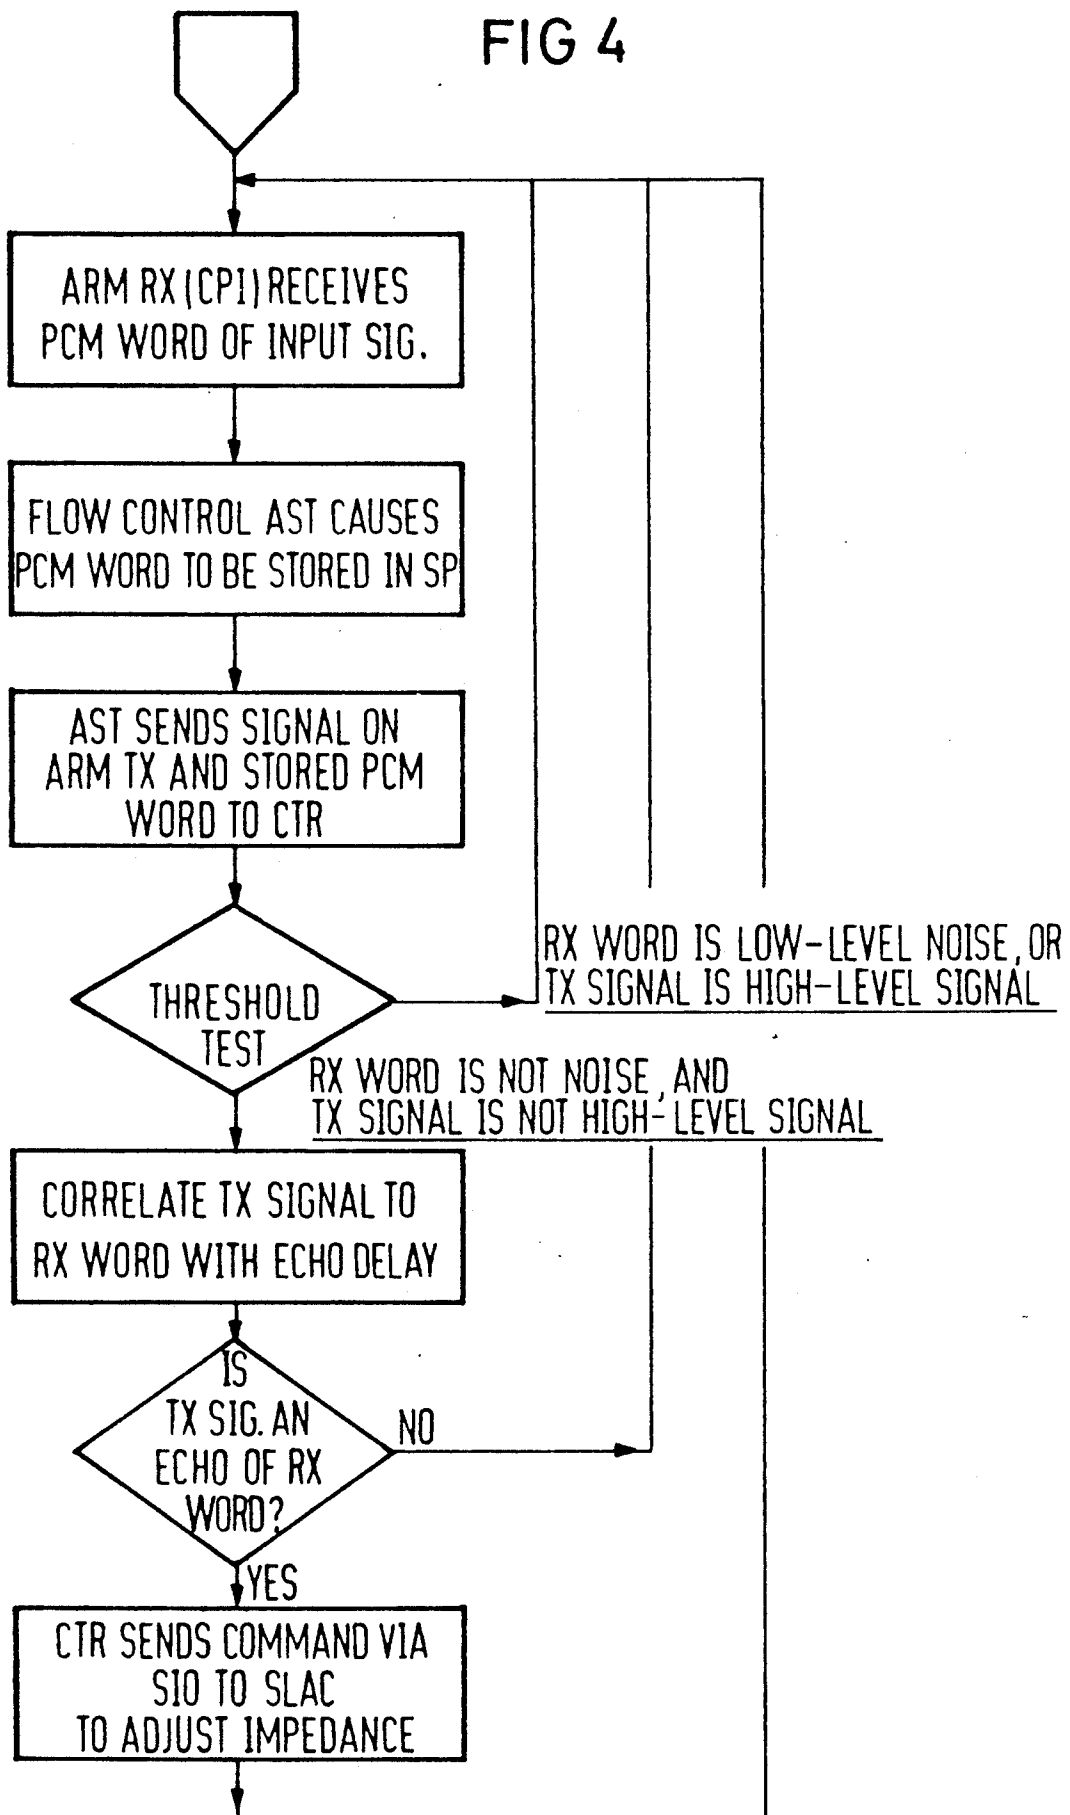 FIG 4
ARM RX (CPI) RECEIVES
PCM WORD OF INPUT SIG.
FLOW CONTROL AST CAUSES
PCM WORD TO BE STORED IN SP
AST SENDS SIGNAL ON
ARM TX AND STORED PCM
WORD TO CTR
THRESHOLD
TEST
RX WORD IS LOW-LEVEL NOISE, OR
TX SIGNAL IS HIGH-LEVEL SIGNAL
RX WORD IS NOT NOISE, AND
TX SIGNAL IS NOT HIGH-LEVEL SIGNAL
CORRELATE TX SIGNAL TO
RX WORD WITH ECHO DELAY
IS
TX SIG. AN
ECHO OF RX
WORD?
NO
YES
CTR SENDS COMMAND VIA
SIO TO SLAC
TO ADJUST IMPEDANCE